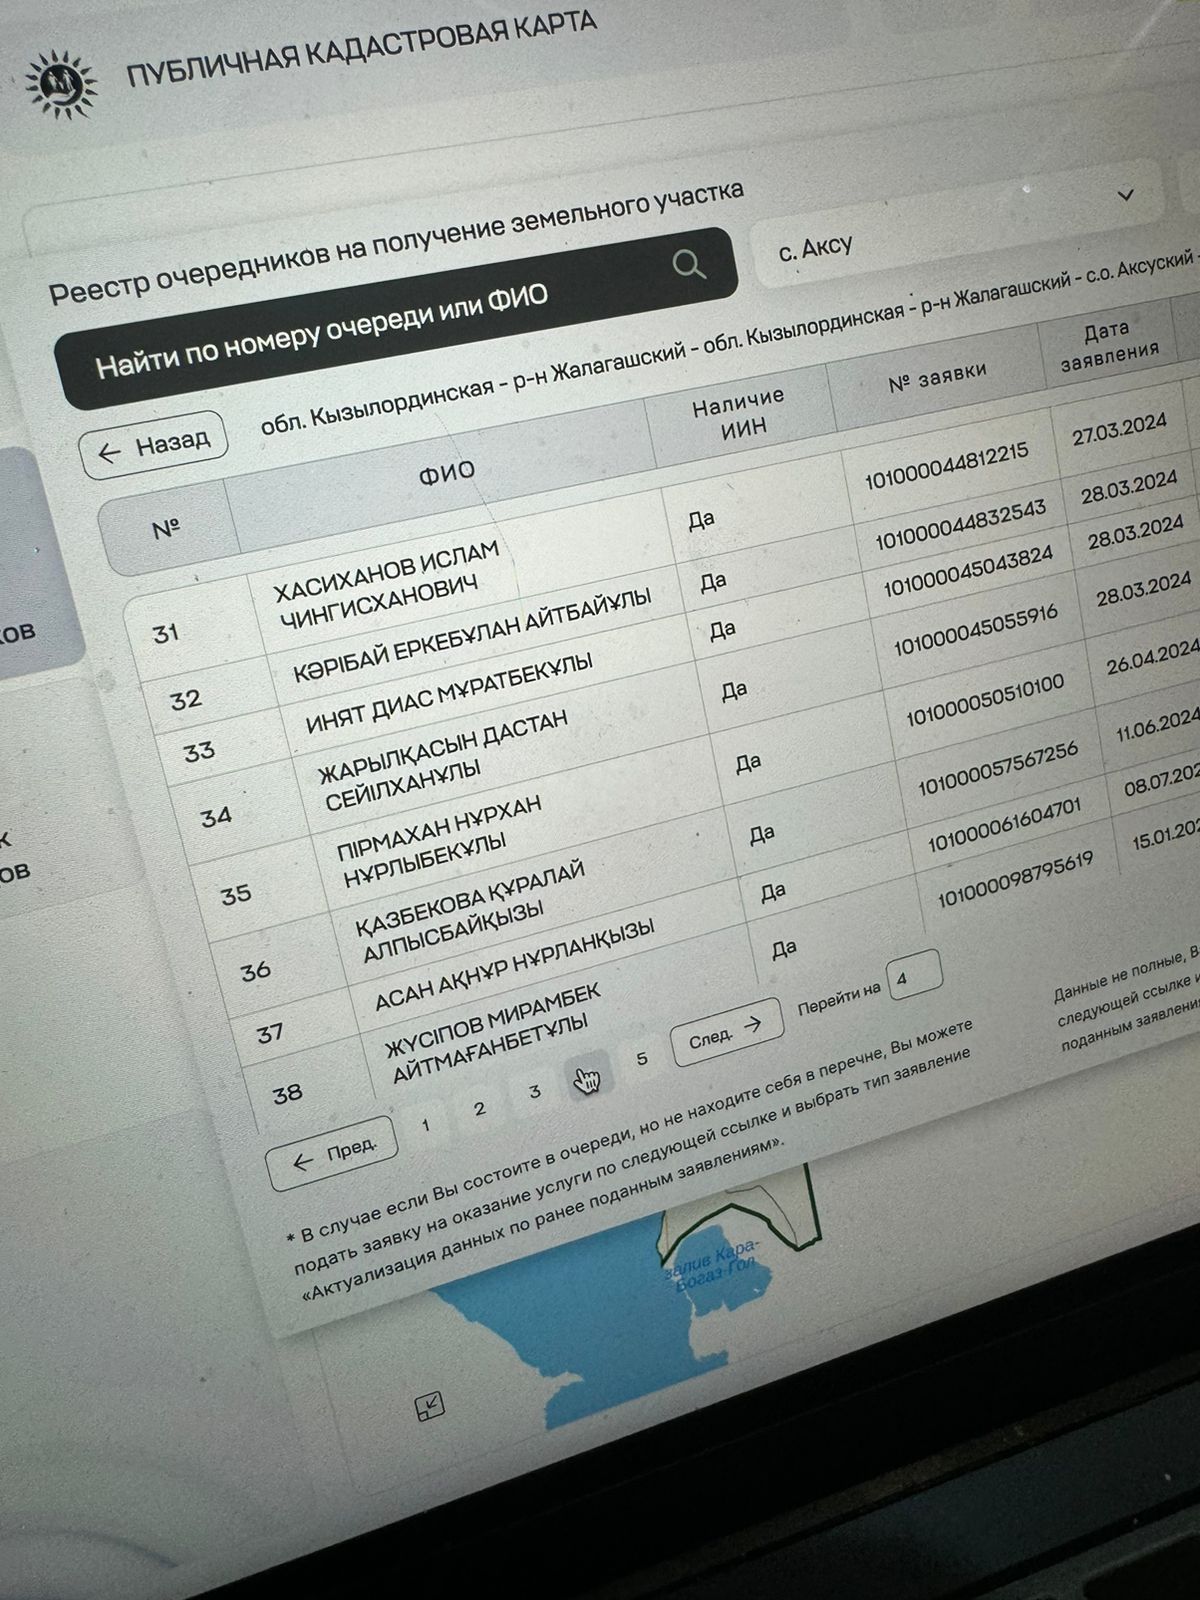 ПУБЛИЧНАЯ КАДАСТРОВАЯ КАРТА
Реестр очередников на получение земельного участка
Найти по номеру очереди или ФИО
с. Аксу
← Назад
обл. Кызылординская - р-н Жалагашский - обл. Кызылординская - р-н Жалагашский - с.о. Аксуский -
№
ФИО
Наличие
ИИН
№ заявки
Дата
заявления
31
ХАСИХАНОВ ИСЛАМ
ЧИНГИСХАНОВИЧ
Да
101000044812215
27.03.2024
32
КӘРІБАЙ ЕРКЕБҰЛАН АЙТБАЙҰЛЫ
Да
101000044832543
28.03.2024
33
ИНЯТ ДИАС МҰРАТБЕКҰЛЫ
Да
101000045043824
28.03.2024
34
ЖАРЫЛҚАСЫН ДАСТАН
СЕЙІЛХАНҰЛЫ
Да
101000045055916
28.03.2024
35
ПІРМАХАН НҰРХАН
НҰРЛЫБЕКҰЛЫ
Да
101000050510100
26.04.2024
36
ҚАЗБЕКОВА ҚҰРАЛАЙ
АЛПЫСБАЙҚЫЗЫ
Да
101000057567256
11.06.2024
37
АСАН АҚНҰР НҰРЛАНҚЫЗЫ
Да
101000061604701
08.07.202
38
ЖҮСІПОВ МИРАМБЕК
АЙТМАҒАНБЕТҰЛЫ
Да
101000098795619
15.01.202
← Пред.
1
2
3
5
След. →
Перейти на
4
* В случае если Вы состоите в очереди, но не находите себя в перечне, Вы можете
подать заявку на оказание услуги по следующей ссылке и выбрать тип заявление
«Актуализация данных по ранее поданным заявлениям».
Данные не полные, В
следующей ссылке и
поданным заявления
залив Кара-
Богаз-Гол
КОВ
К
ОВ